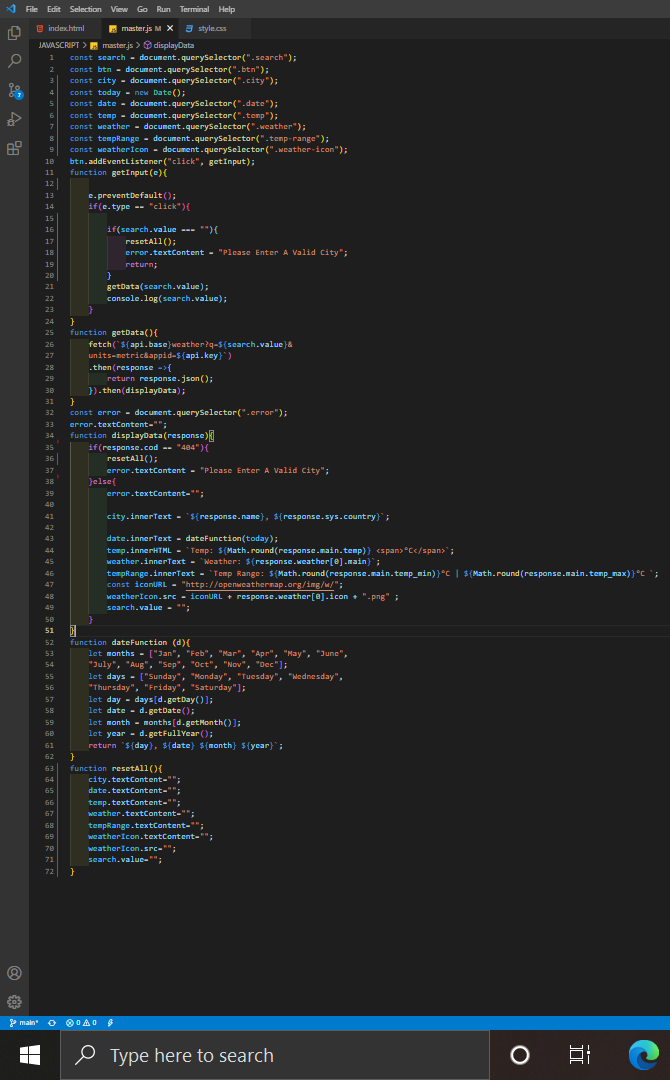 File Edit Selection View Go Run Terminal Help
index.html master.js M style.css
JAVASCRIPT > master.js > displayData
1 const search = document.querySelector(".search");
2 const btn = document.querySelector(".btn");
3 const city = document.querySelector(".city");
4 const today = new Date();
5 const date = document.querySelector(".date");
6 const temp = document.querySelector(".temp");
7 const weather = document.querySelector(".weather");
8 const tempRange = document.querySelector(".temp-range");
9 const weatherIcon = document.querySelector(".weather-icon");
10 btn.addEventListener("click", getInput);
11 function getInput(e){
12
13 e.preventDefault();
14 if(e.type == "click"){
15
16 if(search.value === ""){
17 resetAll();
18 error.textContent = "Please Enter A Valid City";
19 return;
20 }
21 getData(search.value);
22 console.log(search.value);
23 }
24 }
25 function getData(){
26 fetch(`${api.base}weather?q=${search.value}&
27 units=metric&appid=${api.key}`)
28 .then(response =>{
29 return response.json();
30 }).then(displayData);
31 }
32 const error = document.querySelector(".error");
33 error.textContent="";
34 function displayData(response){
35 if(response.cod == "404"){
36 resetAll();
37 error.textContent = "Please Enter A Valid City";
38 }else{
39 error.textContent="";
40
41 city.innerText = `${response.name}, ${response.sys.country}`;
42
43 date.innerText = dateFunction(today);
44 temp.innerHTML = `Temp: ${Math.round(response.main.temp)} <span>°C</span>`;
45 weather.innerText = `Weather: ${response.weather[0].main}`;
46 tempRange.innerText = `Temp Range: ${Math.round(response.main.temp_min)}°C | ${Math.round(response.main.temp_max)}°C `;
47 const iconURL = "http://openweathermap.org/img/w/";
48 weatherIcon.src = iconURL + response.weather[0].icon + ".png" ;
49 search.value = "";
50 }
51 }
52 function dateFunction (d){
53 let months = ["Jan", "Feb", "Mar", "Apr", "May", "June",
54 "July", "Aug", "Sep", "Oct", "Nov", "Dec"];
55 let days = ["Sunday", "Monday", "Tuesday", "Wednesday",
56 "Thursday", "Friday", "Saturday"];
57 let day = days[d.getDay()];
58 let date = d.getDate();
59 let month = months[d.getMonth()];
60 let year = d.getFullYear();
61 return `${day}, ${date} ${month} ${year}`;
62 }
63 function resetAll(){
64 city.textContent="";
65 date.textContent="";
66 temp.textContent="";
67 weather.textContent="";
68 tempRange.textContent="";
69 weatherIcon.textContent="";
70 weatherIcon.src="";
71 search.value="";
72 }
main* 0 0
Type here to search